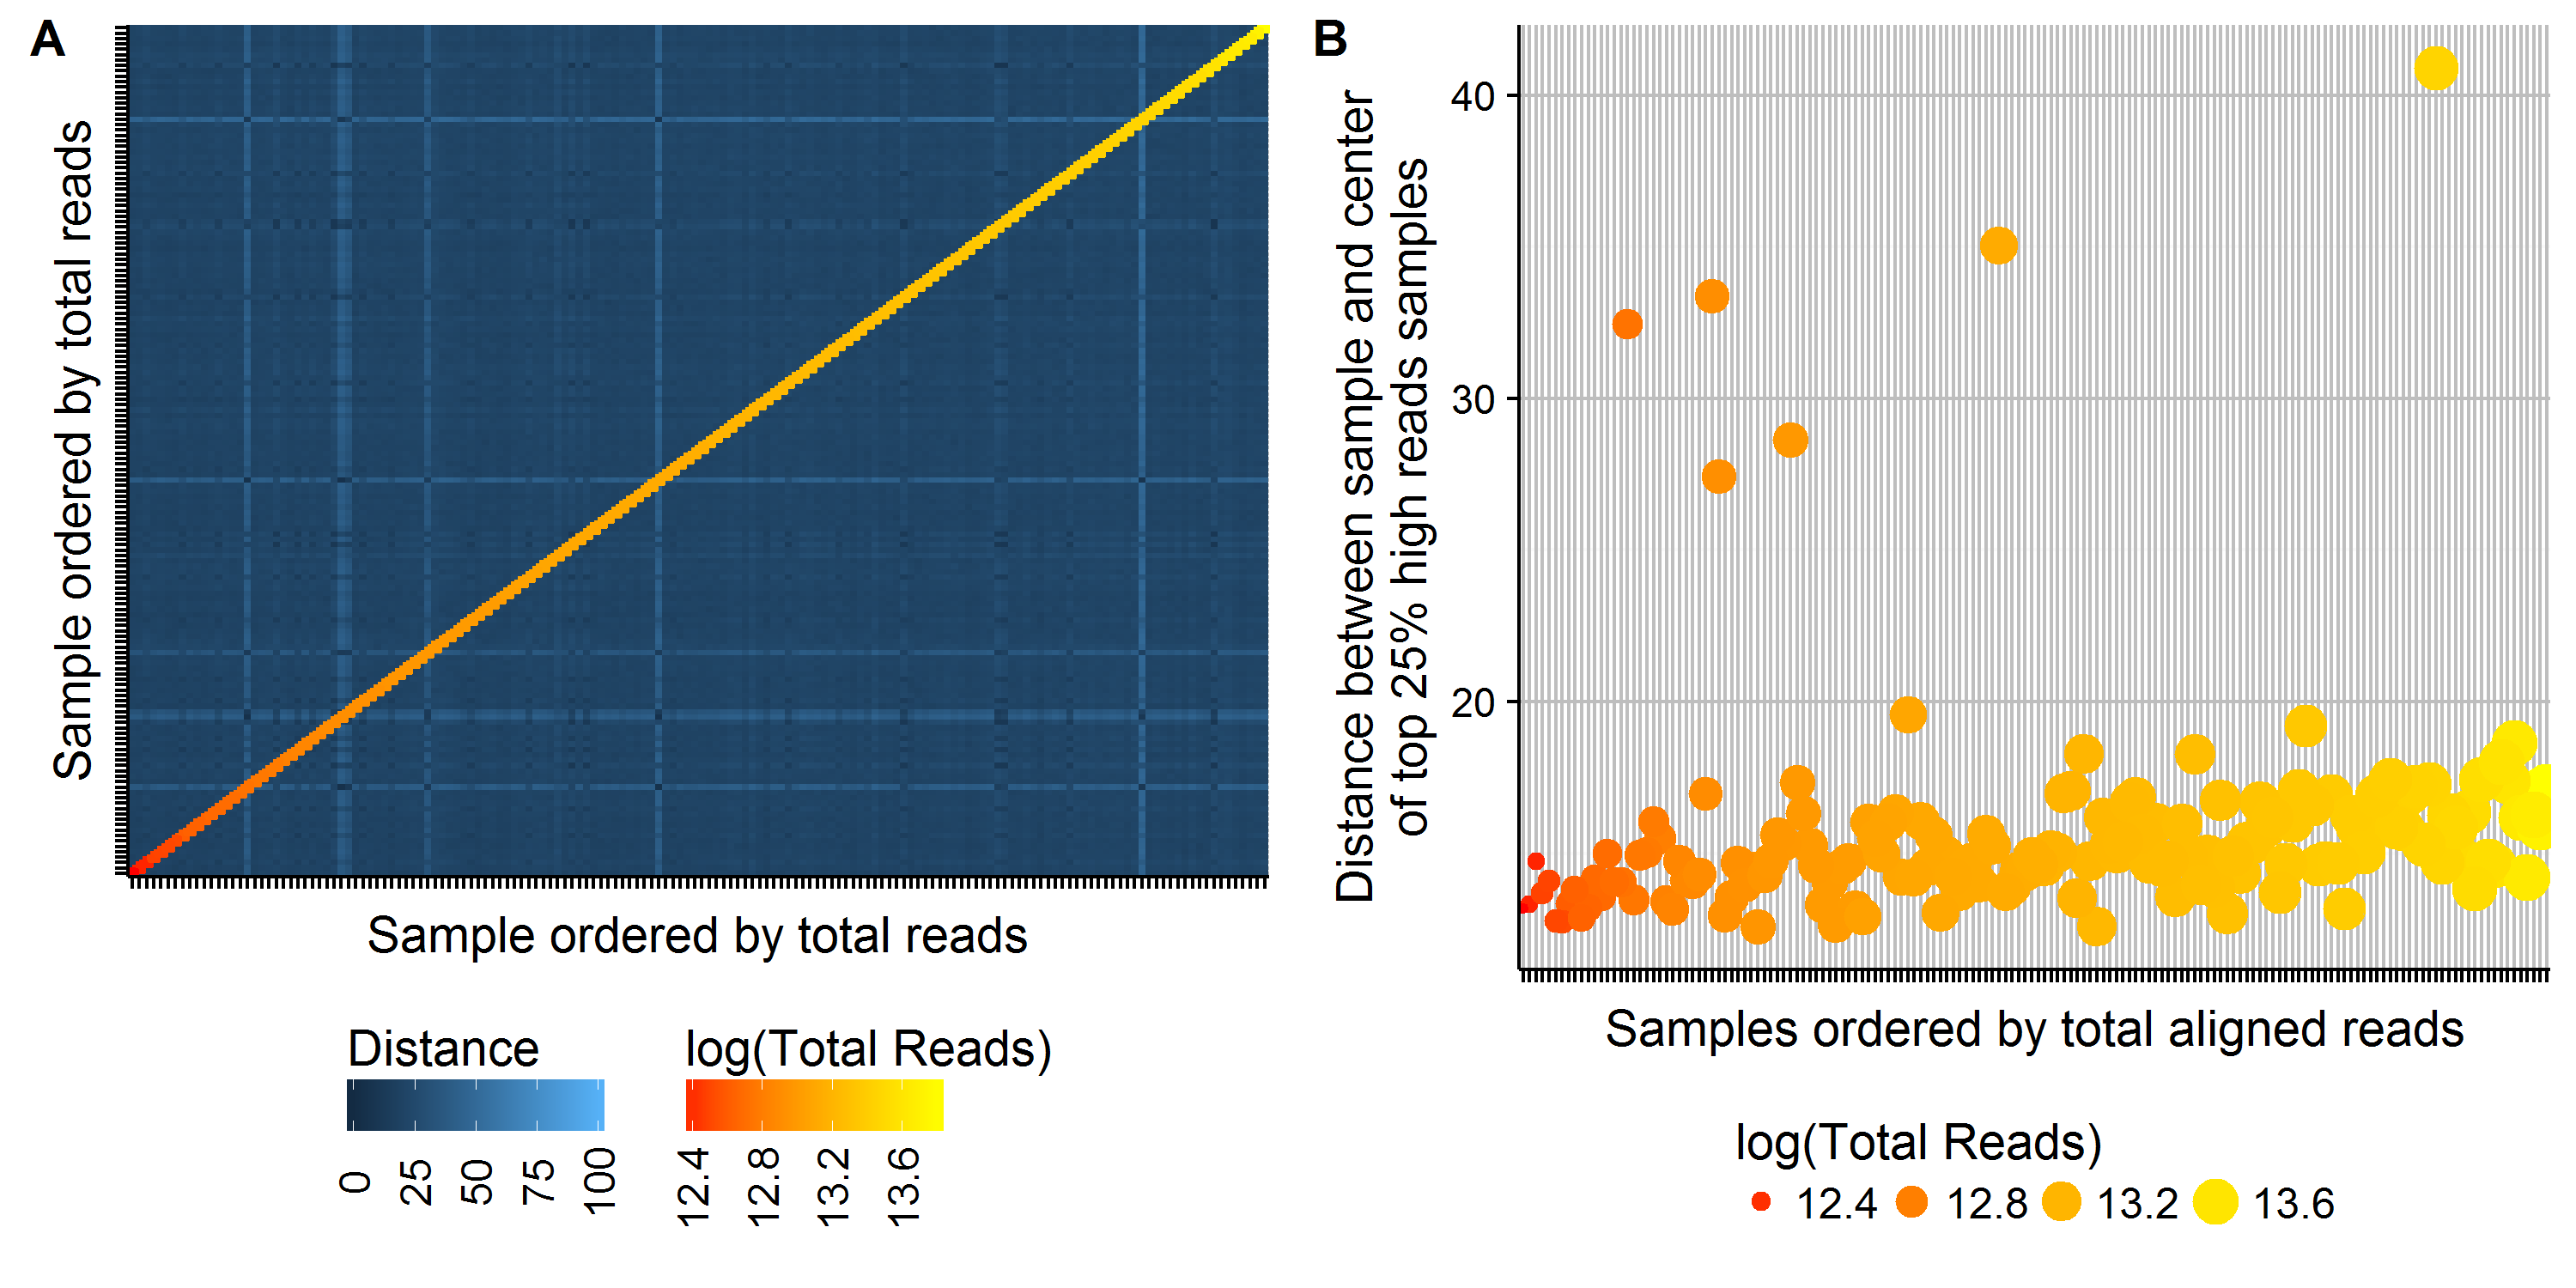 A
Sample ordered by total reads
Sample ordered by total reads
Distance
0 25 50 75 100
log(Total Reads)
12.4 12.8 13.2 13.6
B
Distance between sample and center
of top 25% high reads samples
40
30
20
Samples ordered by total aligned reads
log(Total Reads)
12.4 12.8 13.2 13.6